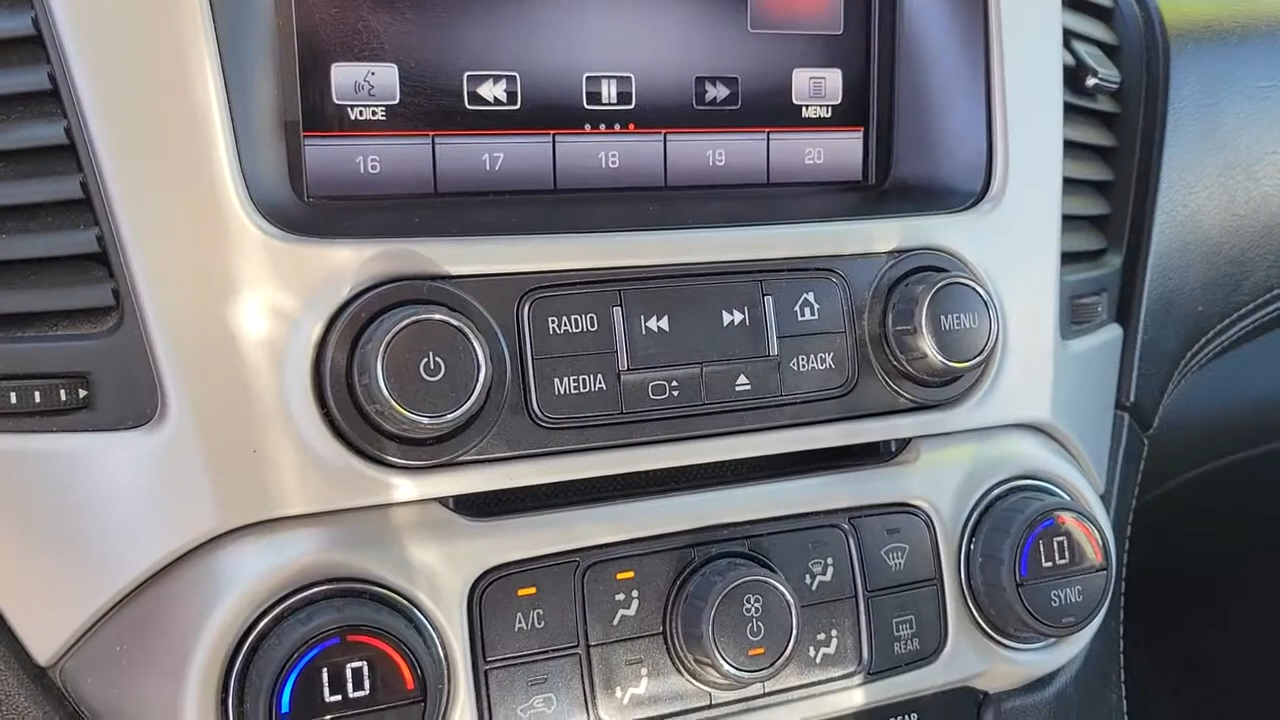 VOICE
MENU
16 17 18 19 20
RADIO
MEDIA
BACK
MENU
A/C
LO
SYNC
REAR
LO